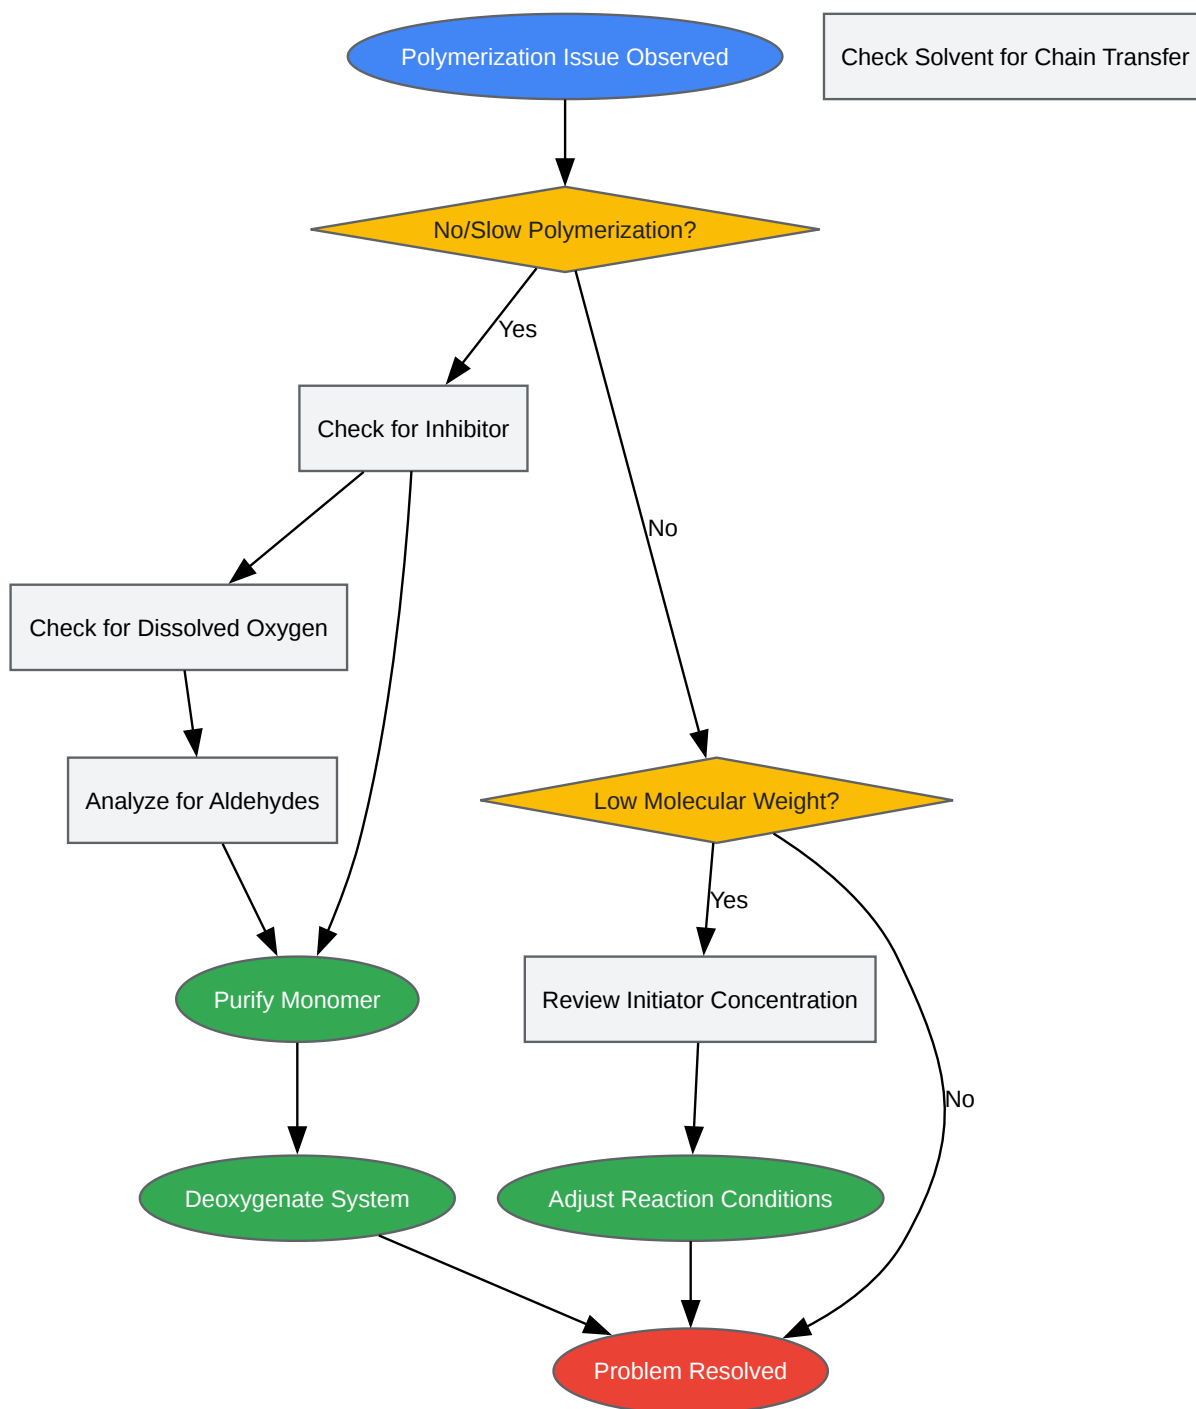 Polymerization Issue Observed
Check Solvent for Chain Transfer
No/Slow Polymerization?
Yes
Check for Inhibitor
No
Check for Dissolved Oxygen
Analyze for Aldehydes
Low Molecular Weight?
Yes
Purify Monomer
Review Initiator Concentration
No
Deoxygenate System
Adjust Reaction Conditions
Problem Resolved